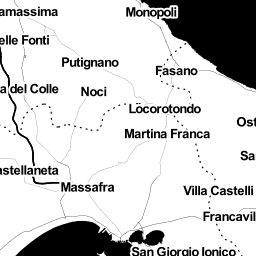 amassima
Monopoli
elle Fonti
Putignano
Fasano
a del Colle
Noci
Locorotondo
Ost
Martina Franca
Sa
astellaneta
Massafra
Villa Castelli
Francavil
San Giorgio Ionico